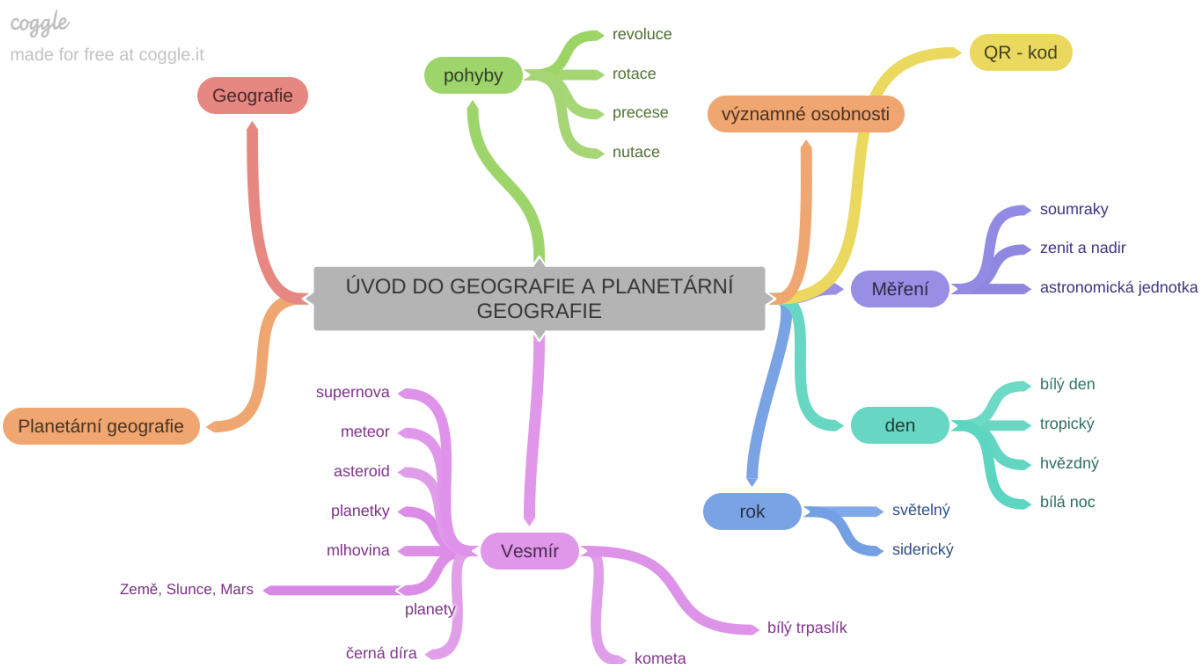 coggle
made for free at coggle.it
Geografie
Planetární geografie
pohyby
revoluce
rotace
precese
nutace
významné osobnosti
QR - kod
ÚVOD DO GEOGRAFIE A PLANETÁRNÍ
GEOGRAFIE
Měření
soumraky
zenit a nadir
astronomická jednotka
den
bílý den
tropický
hvězdný
bílá noc
rok
světelný
siderický
Vesmír
supernova
meteor
asteroid
planetky
mlhovina
planety
Země, Slunce, Mars
černá díra
kometa
bílý trpaslík